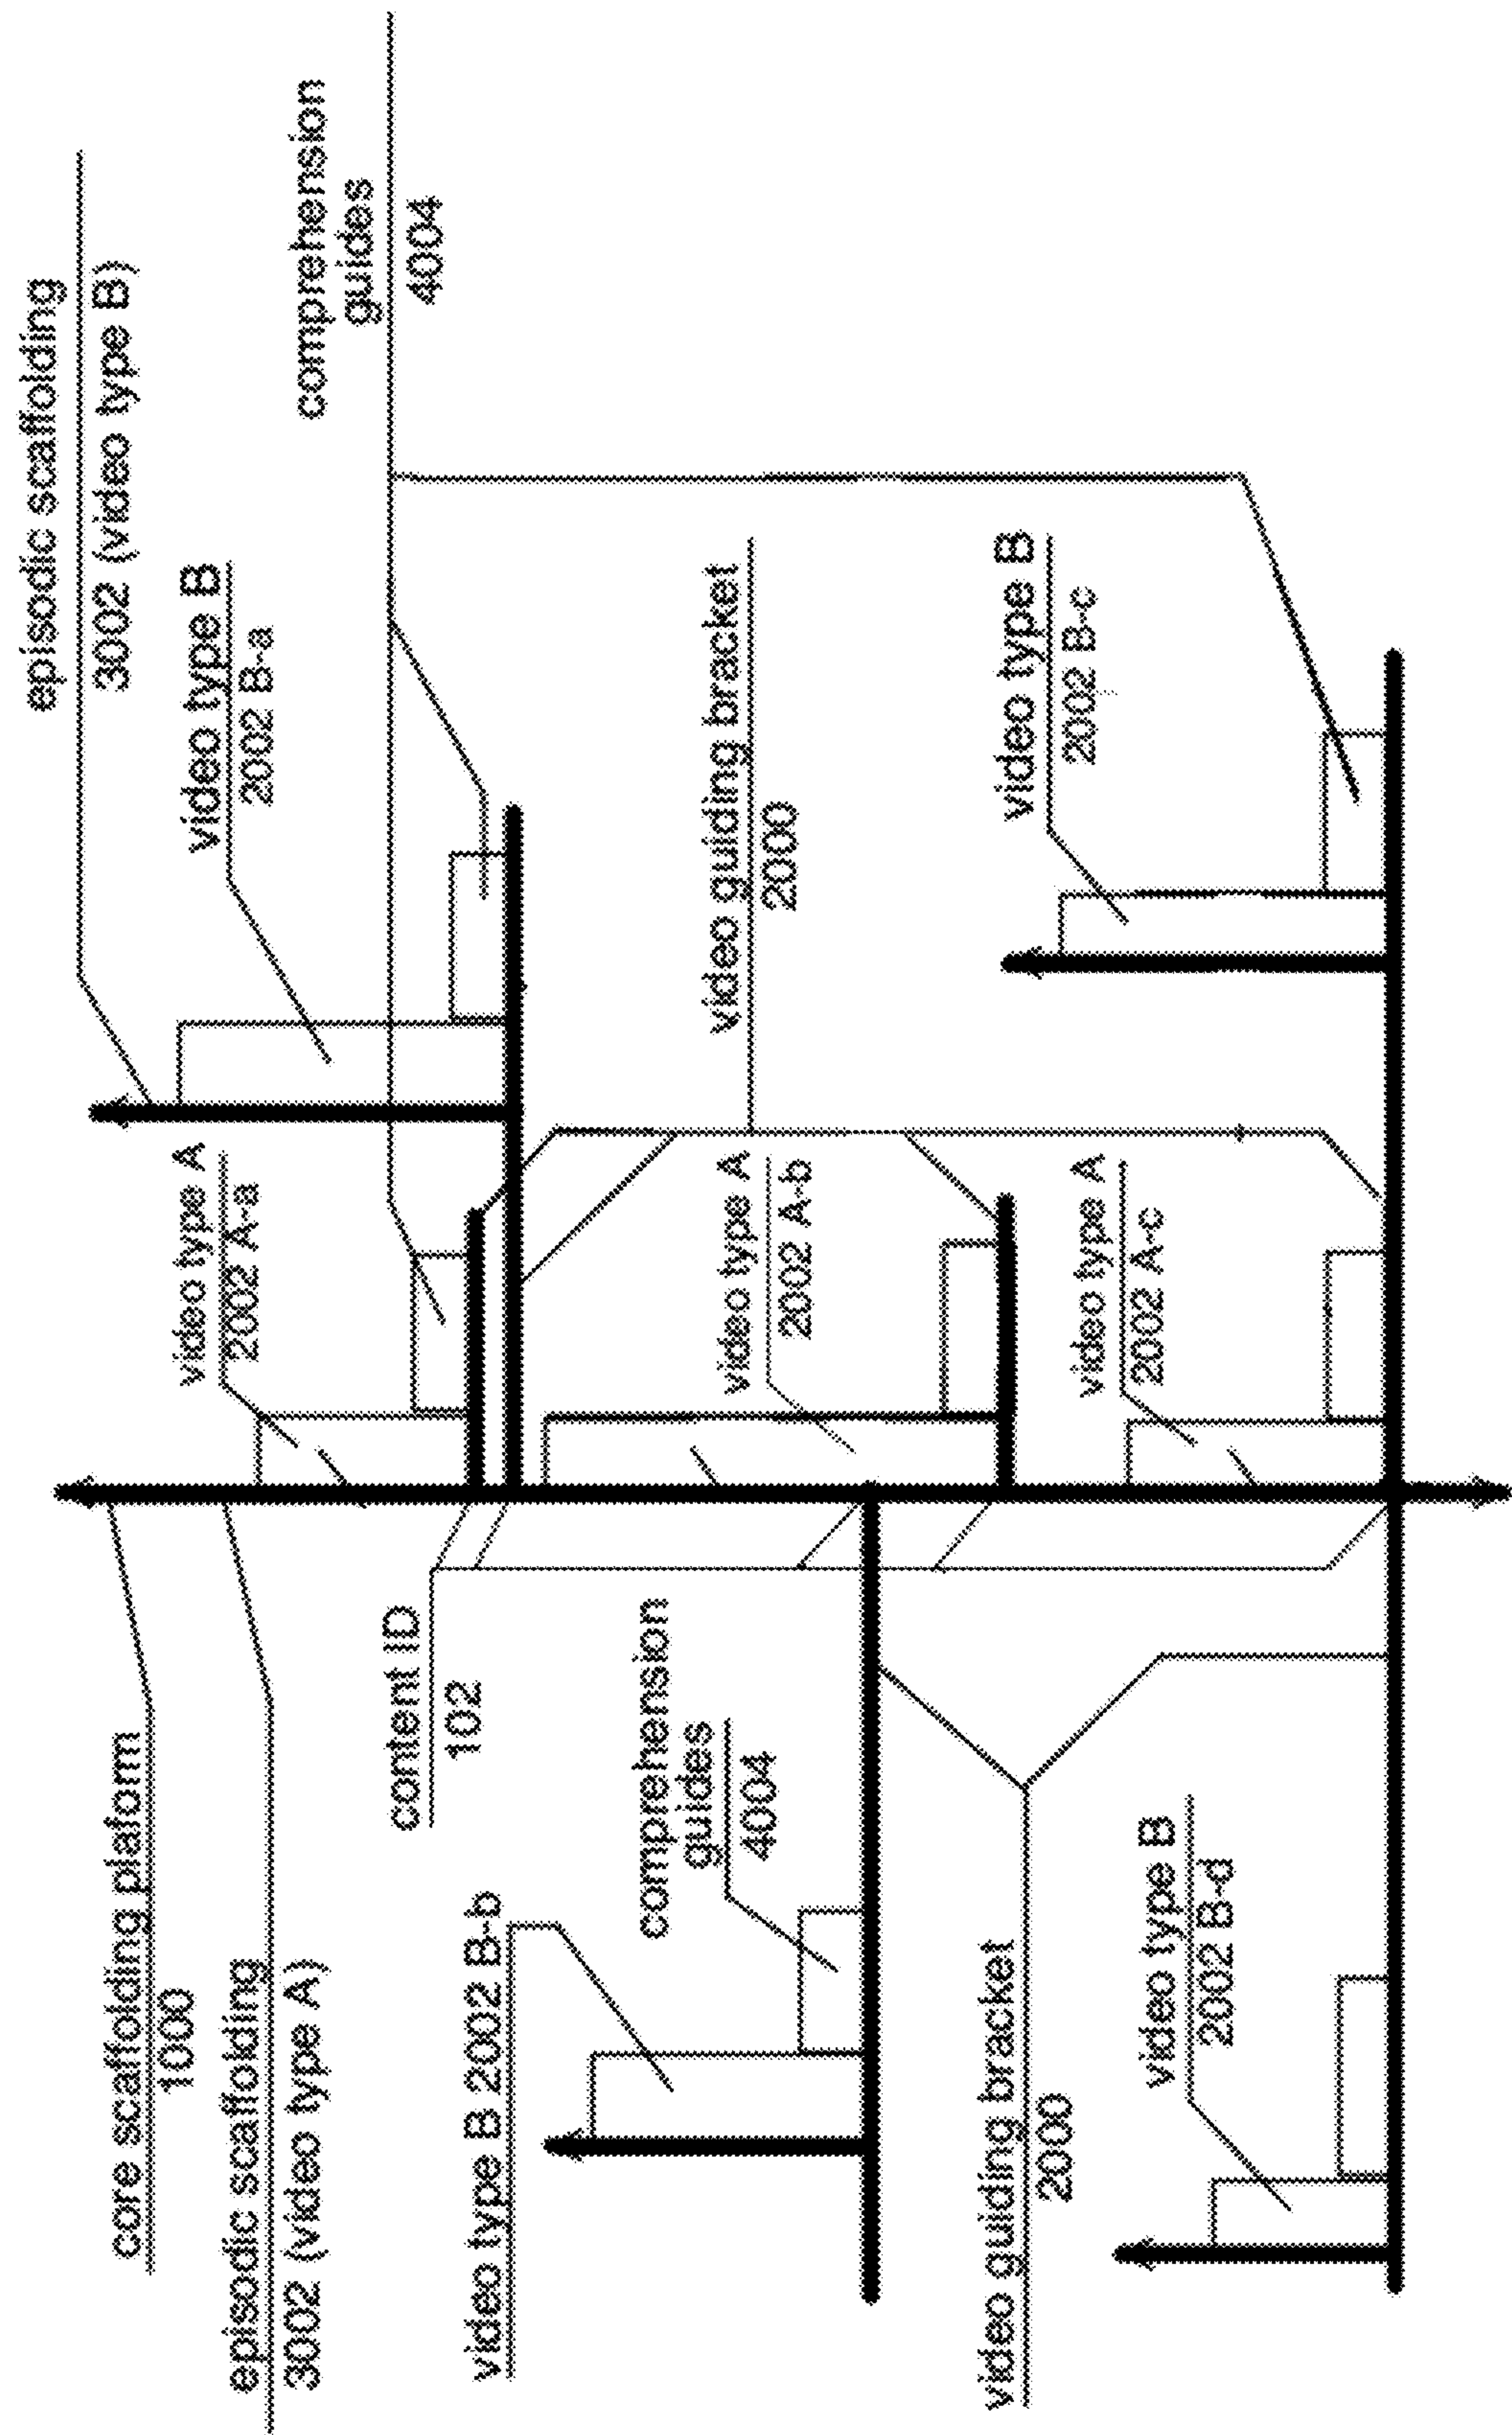 core scaffolding plaform
1000
episodic scaffolding
3002 (video type A)
content ID
102
video type B 2002 B-b
comprehension
guides
4004
video guiding bracket
2000
video type B
2002 B-d
episodic scaffolding
3002 (video type B)
video type B
2002 B-a
comprehension
guides
4004
video type A
2002 A-a
video guiding bracket
2000
video type A
2002 A-b
video type B
2002 B-c
video type A
2002 A-c